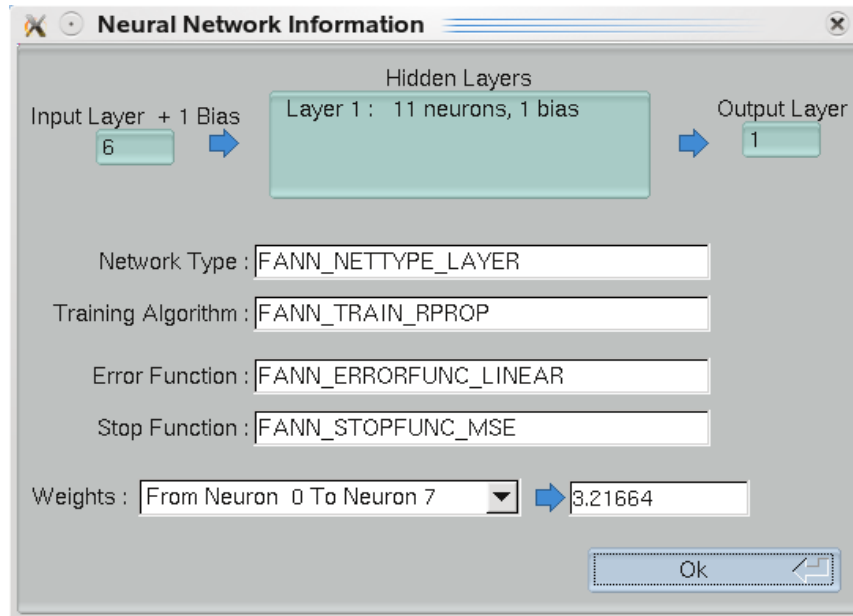 Neural Network Information
Hidden Layers
Input Layer + 1 Bias
6
Layer 1 : 11 neurons, 1 bias
Output Layer
1
Network Type : FANN_NETTYPE_LAYER
Training Algorithm : FANN_TRAIN_RPROP
Error Function : FANN_ERRORFUNC_LINEAR
Stop Function : FANN_STOPFUNC_MSE
Weights : From Neuron 0 To Neuron 7 3.21664
Ok